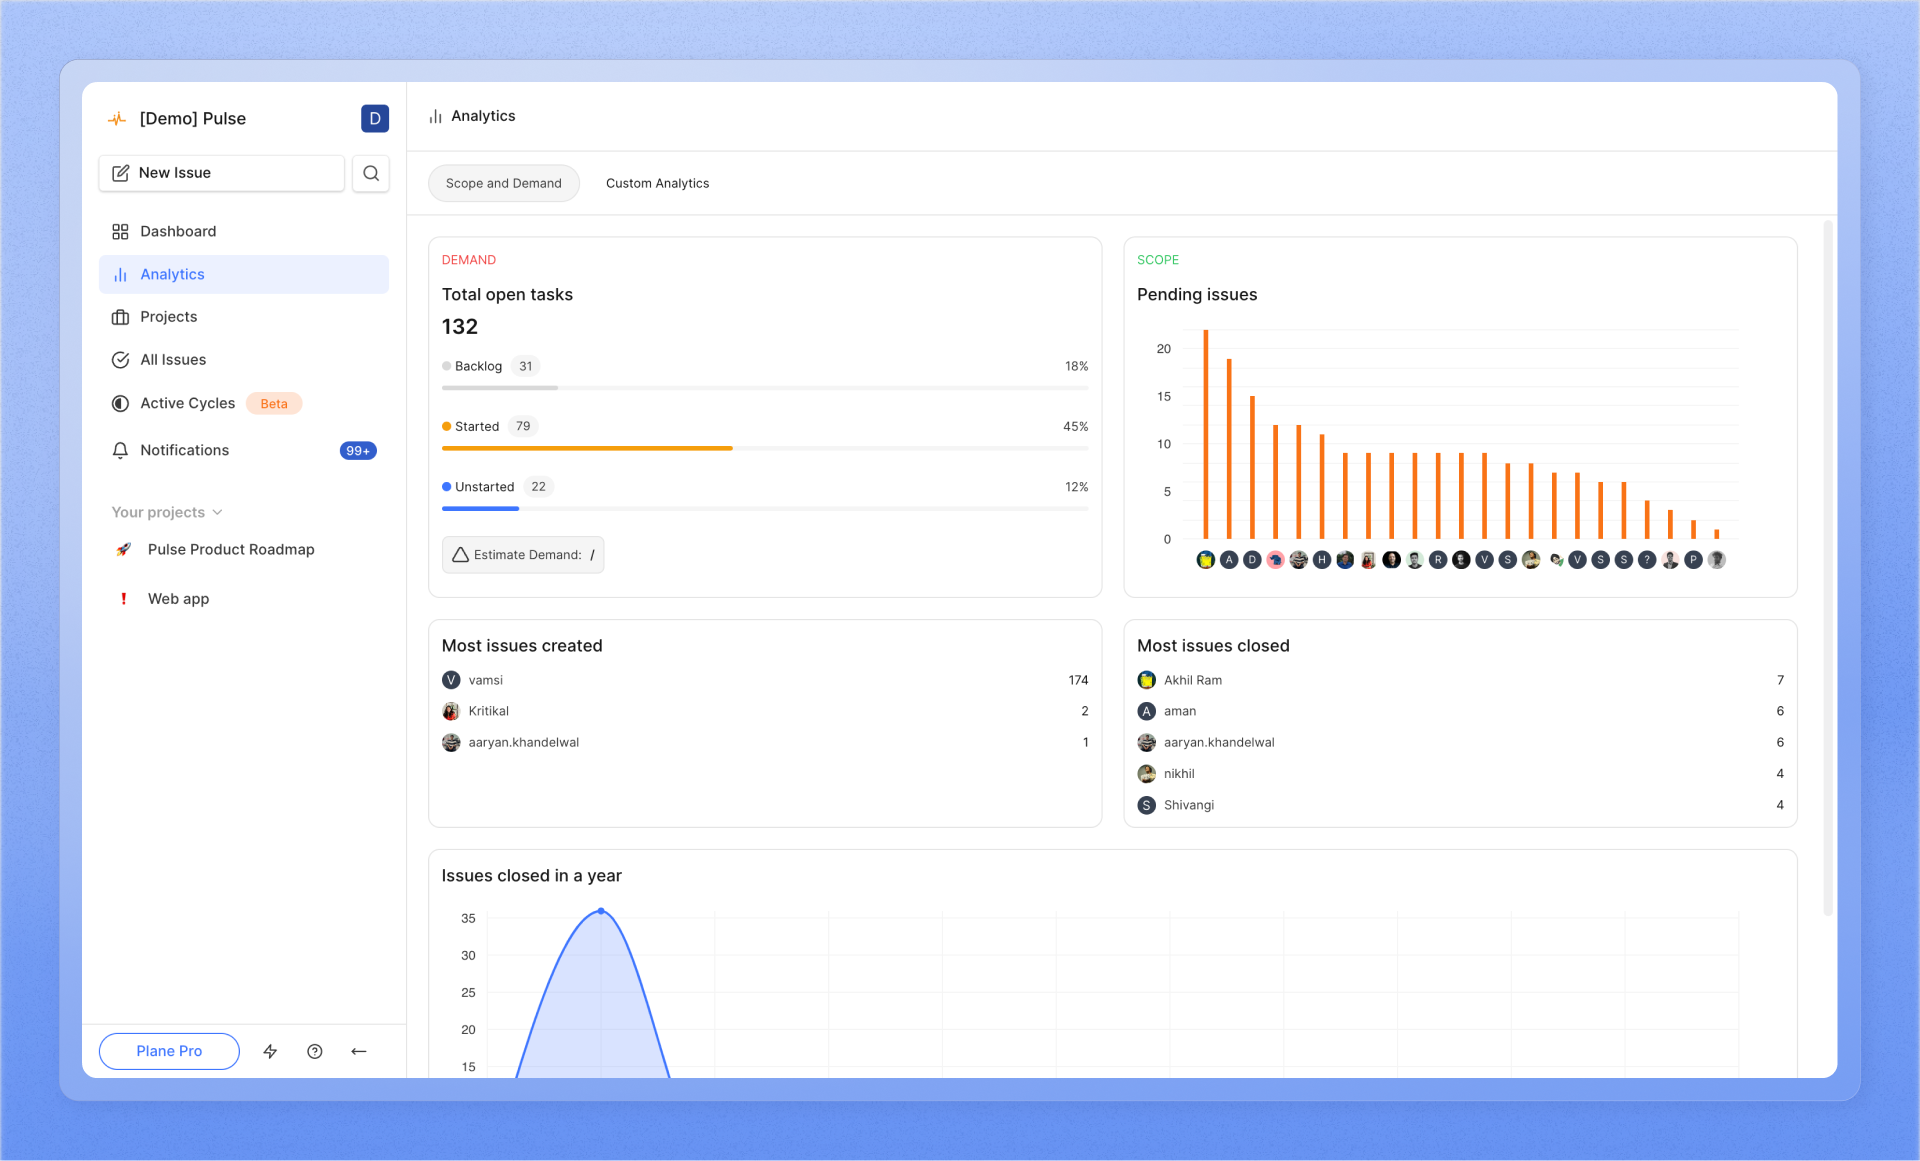 [Demo] Pulse
D
New Issue
Dashboard
Analytics
Projects
All Issues
Active Cycles Beta
Notifications 99+
Your projects
Pulse Product Roadmap
Web app
Plane Pro
Analytics
Scope and Demand Custom Analytics
DEMAND
Total open tasks
132
Backlog 31 18%
Started 79 45%
Unstarted 22 12%
Estimate Demand: /
SCOPE
Pending issues
20
15
10
5
0
A D H R V S V S S ? P
Most issues created
V vamsi 174
Kritikal 2
aaryan.khandelwal 1
Most issues closed
Akhil Ram 7
A aman 6
aaryan.khandelwal 6
nikhil 4
S Shivangi 4
Issues closed in a year
35
30
25
20
15